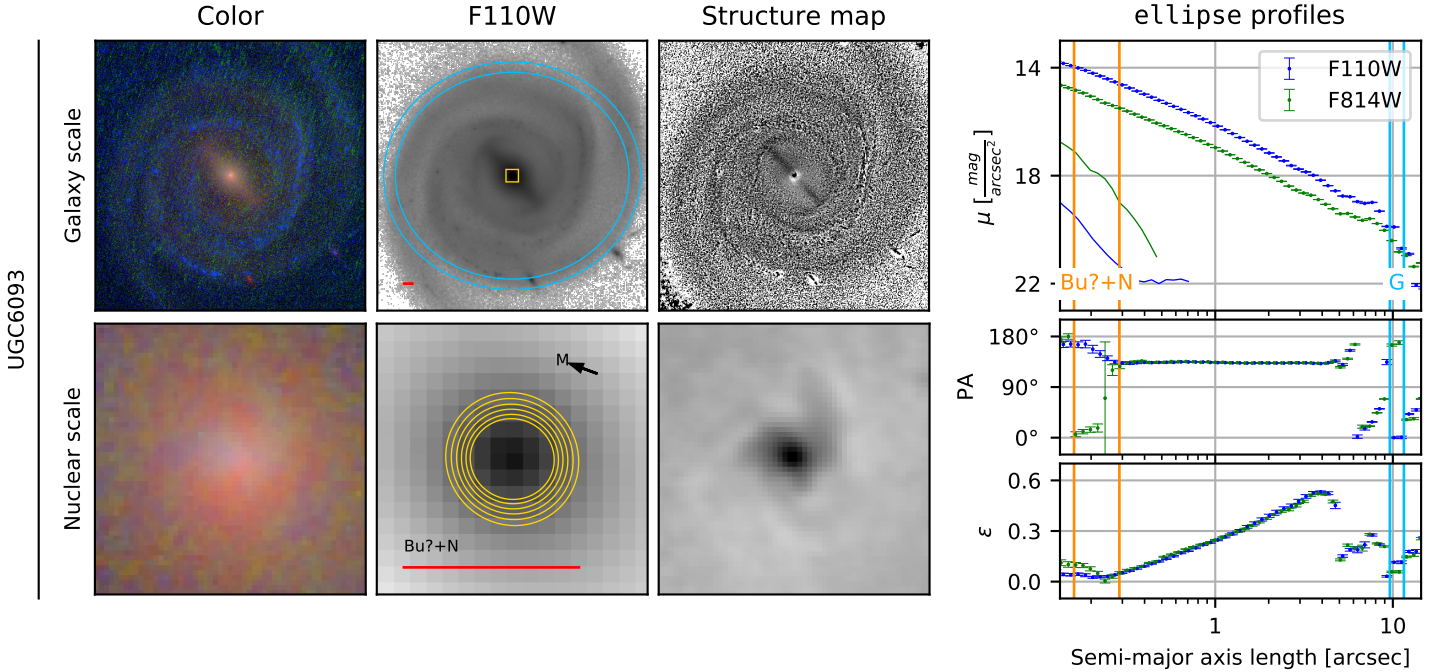 Color
F110W
Structure map
ellipse profiles
UGC6093
Galaxy scale
Nuclear scale
M
Bu?+N
μ [mag/arcsec²]
14
18
22
F110W
F814W
Bu?+N
G
PA
180°
90°
0°
ε
0.6
0.3
0.0
1
10
Semi-major axis length [arcsec]